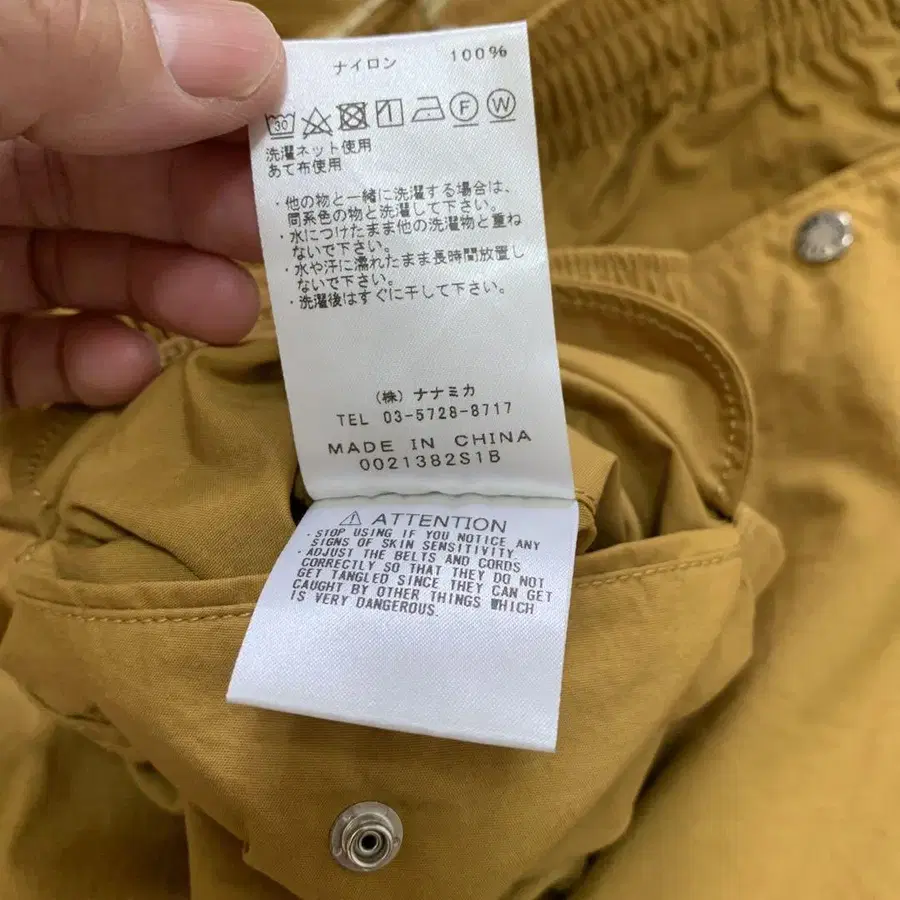 ナイロン 100%
30 F W
洗濯ネット使用
あて布使用
・他の物と一緒に洗濯する場合は、
同系色の物と洗濯して下さい。
・水につけたまま他の洗濯物と重ね
ないで下さい。
・水や汗に濡れたまま長時間放置し
ないで下さい。
・洗濯後はすぐに干して下さい。
(株) ナナミカ
TEL 03-5728-8717
MADE IN CHINA
0021382S1B
⚠ ATTENTION
・STOP USING IF YOU NOTICE ANY
SIGNS OF SKIN SENSITIVITY.
・ADJUST THE BELTS AND CORDS
CORRECTLY SO THAT THEY DO NOT
GET TANGLED SINCE THEY CAN GET
CAUGHT BY OTHER THINGS WHICH
IS VERY DANGEROUS.